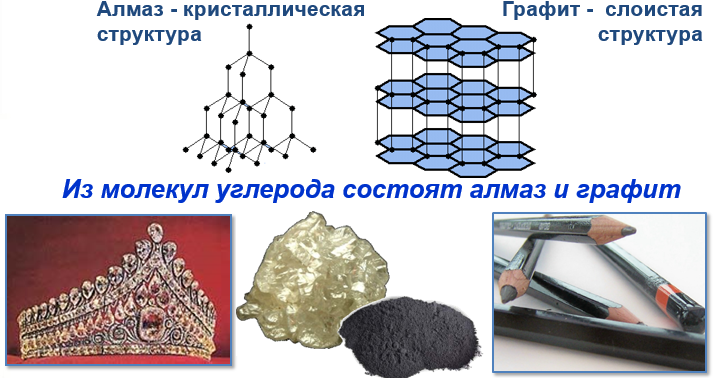 Алмаз - кристаллическая
структура
Графит - слоистая
структура
Из молекул углерода состоят алмаз и графит